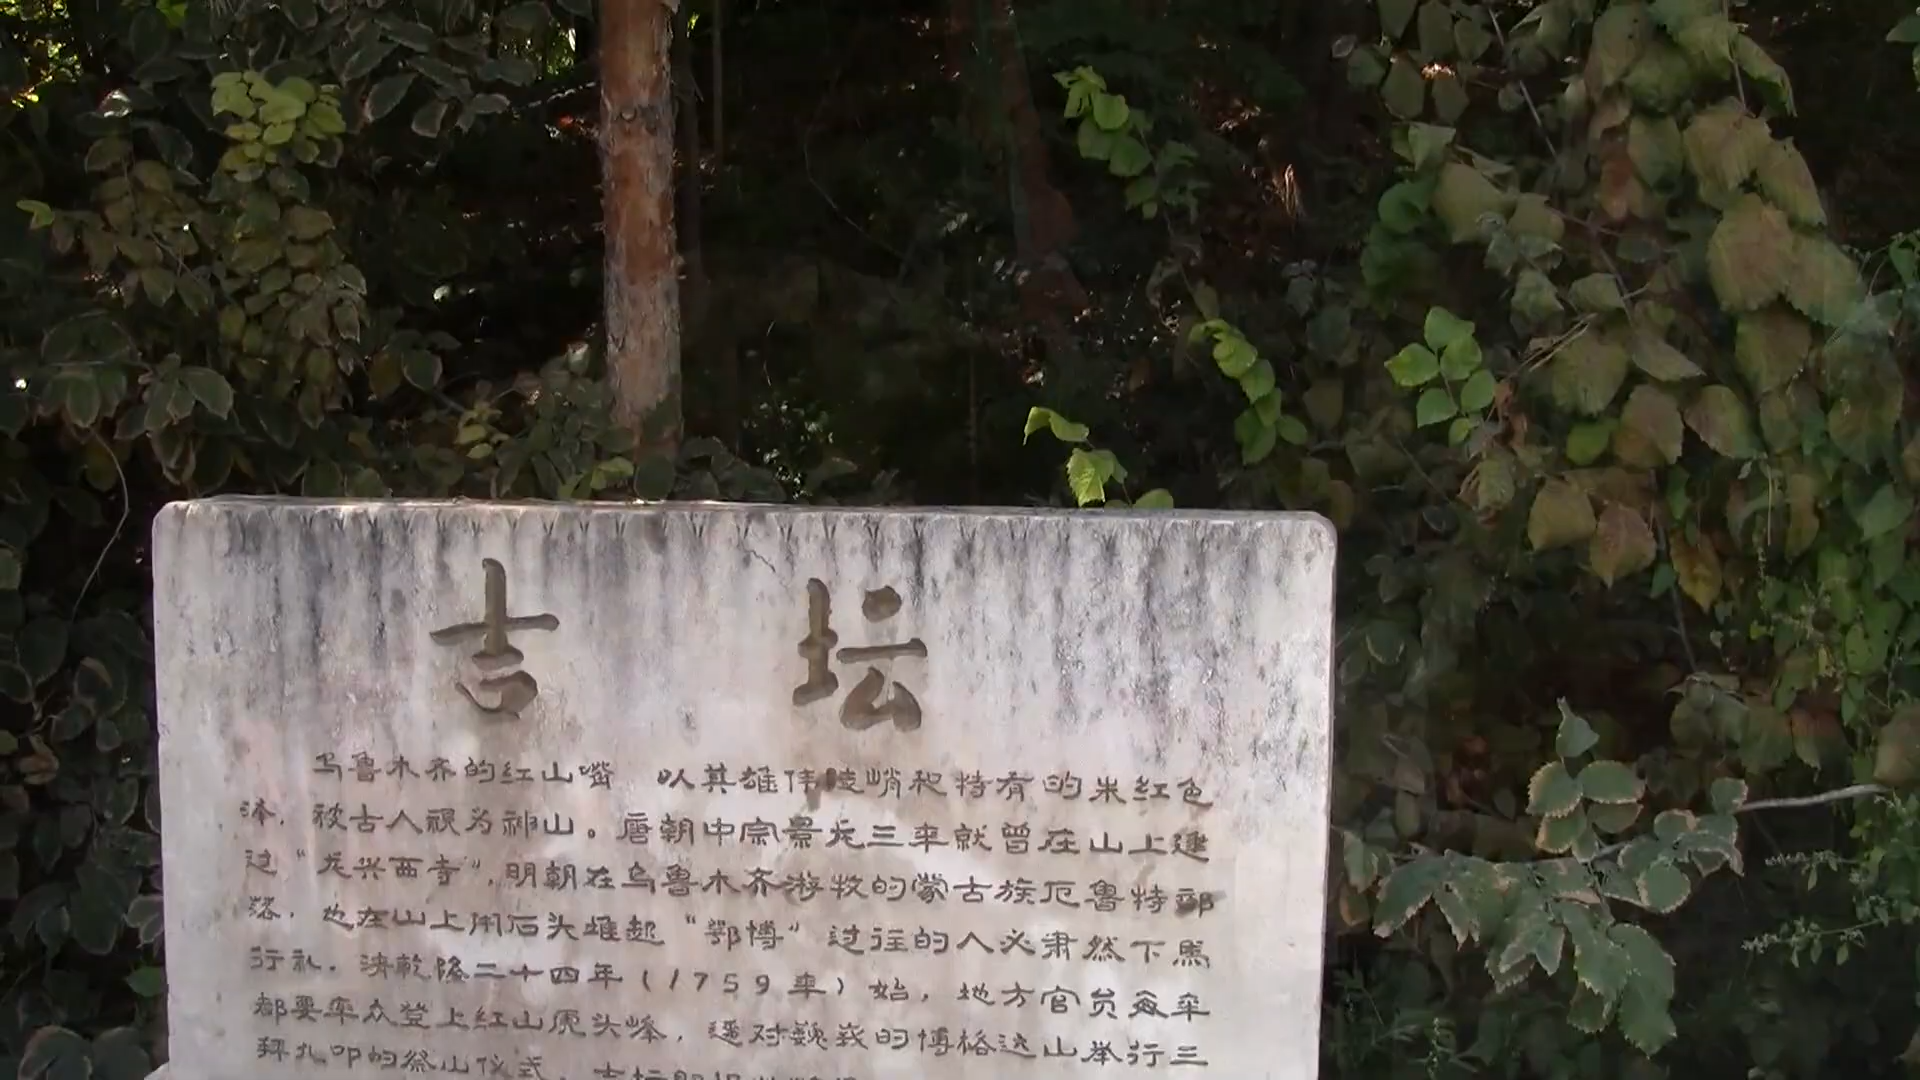 吉坛
乌鲁木齐的红山嘴 以其雄伟陡峭和特有的朱红色
泽，被古人视为神山。唐朝中宗景龙三年就曾在山上建
过“龙兴西寺”，明朝在乌鲁木齐游牧的蒙古族厄鲁特部
落，也在山上用石头堆起“鄂博”过往的人必肃然下马
行礼。清乾隆二十四年(1759年)始，地方官员每年
都要率众登上红山虎头峰，遥对巍峨的博格达山举行三
拜九叩的祭山仪式。吉坛